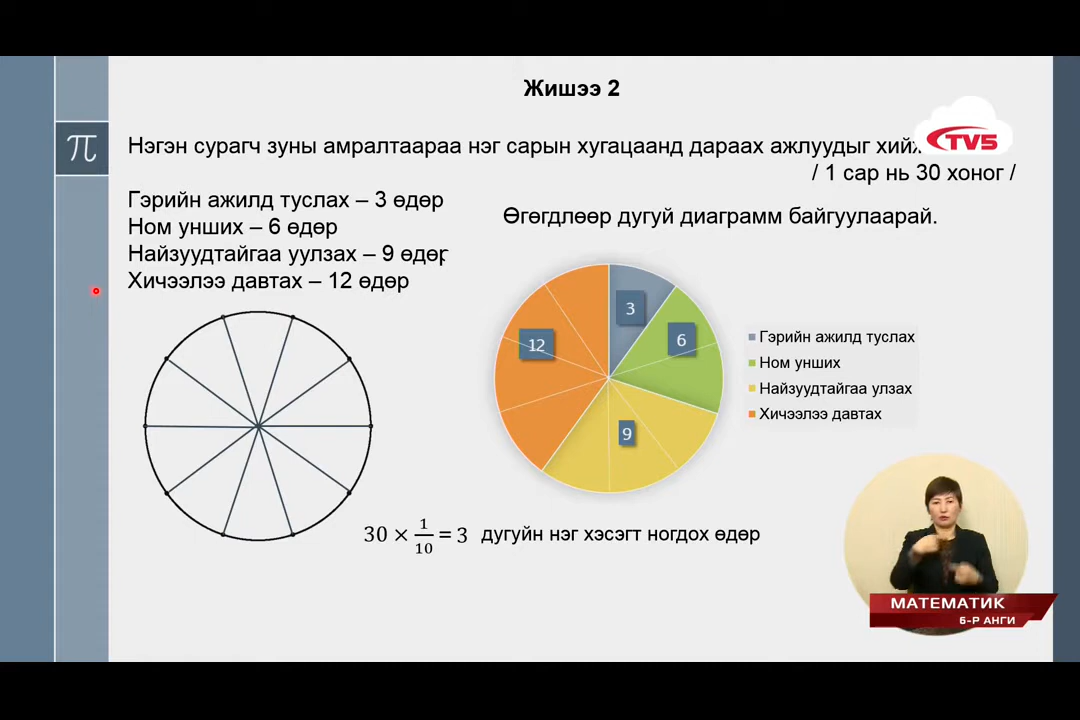 Жишээ 2
π
TV5
Нэгэн сурагч зуны амралтаараа нэг сарын хугацаанд дараах ажлуудыг
/ 1 сар нь 30 хоног /
Гэрийн ажилд туслах – 3 өдөр
Ном унших – 6 өдөр
Найзуудтайгаа уулзах – 9 өдөр
Хичээлээ давтах – 12 өдөр
Өгөгдлөөр дугуй диаграмм байгуулаарай.
3
6
9
12
Гэрийн ажилд туслах
Ном унших
Найзуудтайгаа улзах
Хичээлээ давтах
30 × 1/10 = 3 дугуйн нэг хэсэгт ногдох өдөр
МАТЕМАТИК
6-Р АНГИ